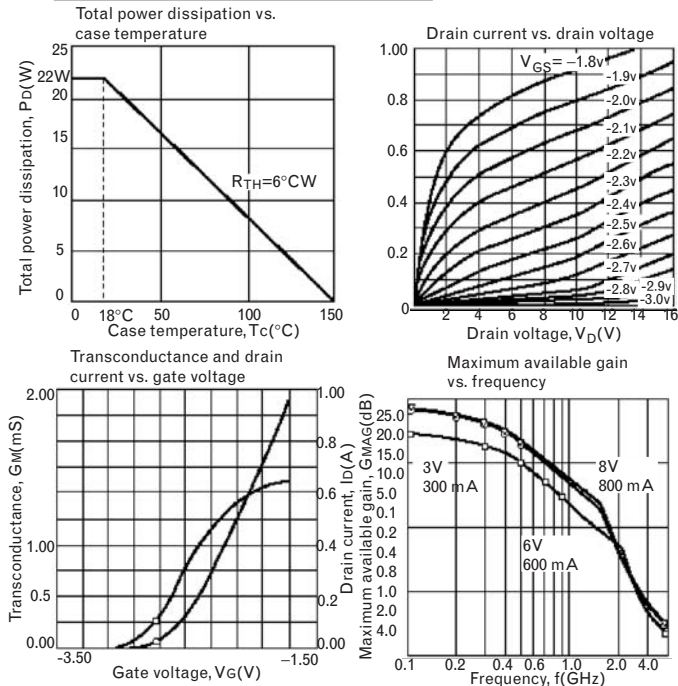 Total power dissipation vs.
case temperature
Total power dissipation, PD(W)
25
22W
20
15
10
5
0
RTH=6°CW
0 18°C 50 100 150
Case temperature, Tc(°C)
Drain current vs. drain voltage
1.00
0.8
0.6
0.4
0.2
0
VGS= −1.8v
-1.9v
-2.0v
-2.1v
-2.2v
-2.3v
-2.4v
-2.5v
-2.6v
-2.7v
-2.8v -2.9v
-3.0v
2 4 6 8 10 12 14 16
Drain voltage, VD(V)
Transconductance and drain
current vs. gate voltage
Transconductance, GM(mS)
2.00
1.00
0.5
0.00
1.00
0.8
0.6
0.4
0.2
0.00
Drain current, ID(A)
-3.50 -1.50
Gate voltage, VG(V)
Maximum available gain
vs. frequency
Maximum available gain, GMAG(dB)
25.0
20.0
15.0
10.0
5.0
0.1
0.2
0.4
0.8
1.0
2.0
4.0
3V
300 mA
8V
800 mA
6V
600 mA
0.1 0.2 0.4 0.6 1.0 2.0 4.0
Frequency, f(GHz)